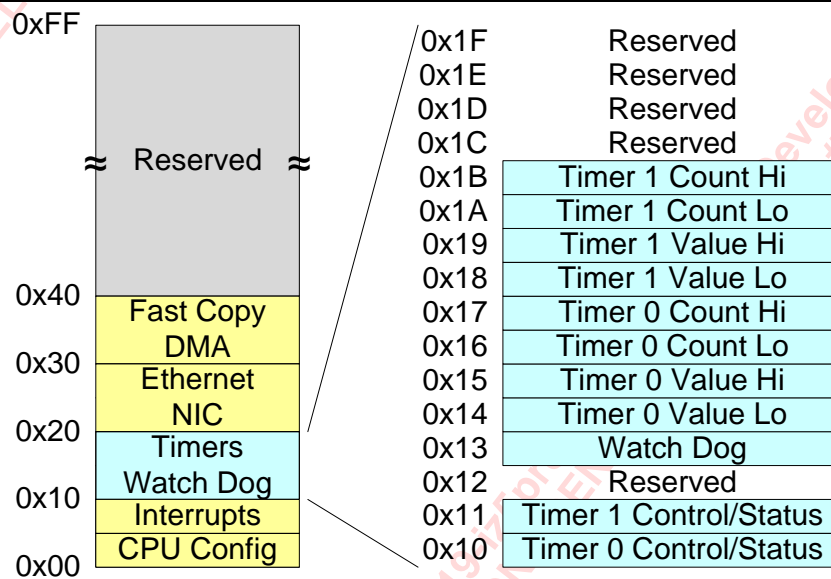 0xFF
≈ Reserved ≈
0x40
Fast Copy
DMA
0x30
Ethernet
NIC
0x20
Timers
Watch Dog
0x10
Interrupts
CPU Config
0x00
0x1F Reserved
0x1E Reserved
0x1D Reserved
0x1C Reserved
0x1B Timer 1 Count Hi
0x1A Timer 1 Count Lo
0x19 Timer 1 Value Hi
0x18 Timer 1 Value Lo
0x17 Timer 0 Count Hi
0x16 Timer 0 Count Lo
0x15 Timer 0 Value Hi
0x14 Timer 0 Value Lo
0x13 Watch Dog
0x12 Reserved
0x11 Timer 1 Control/Status
0x10 Timer 0 Control/Status